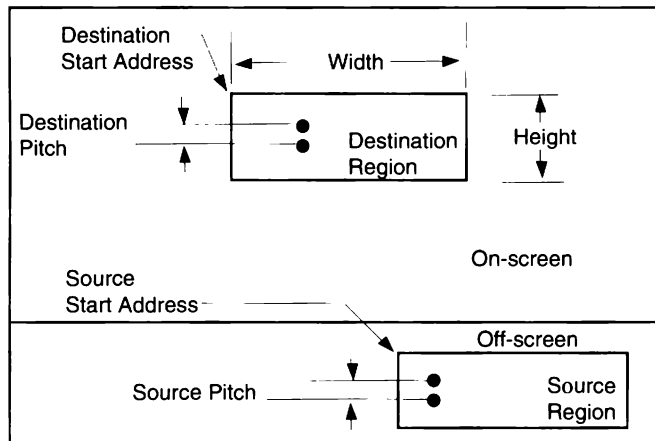 Destination
Start Address
Width
Destination
Pitch
Destination
Region
Height
On-screen
Source
Start Address
Off-screen
Source Pitch
Source
Region